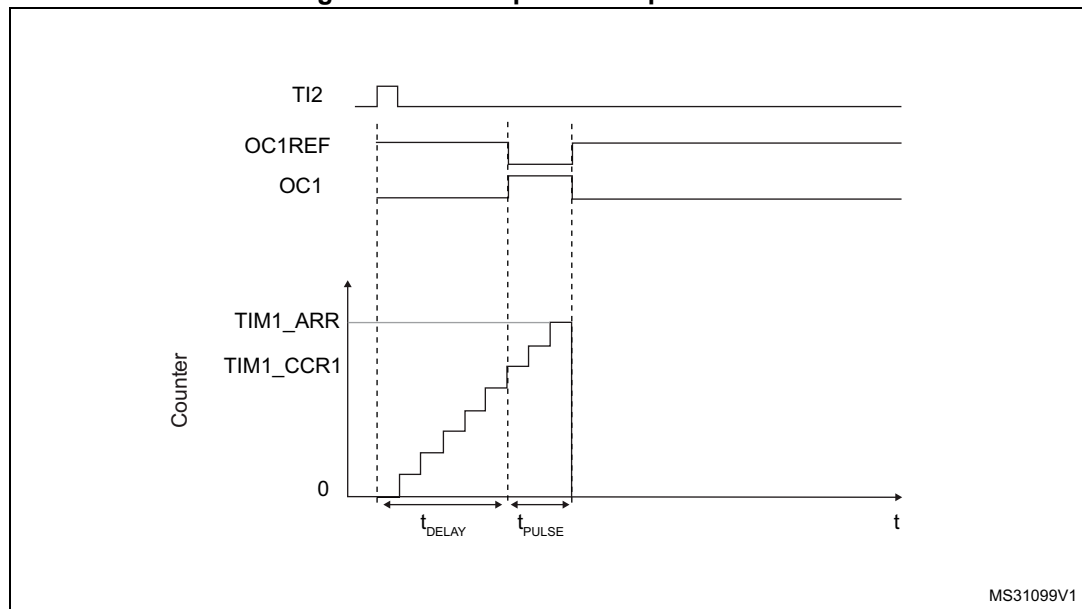 TI2
OC1REF
OC1
TIM1_ARR
TIM1_CCR1
Counter
0
tDELAY
tPULSE
t
MS31099V1